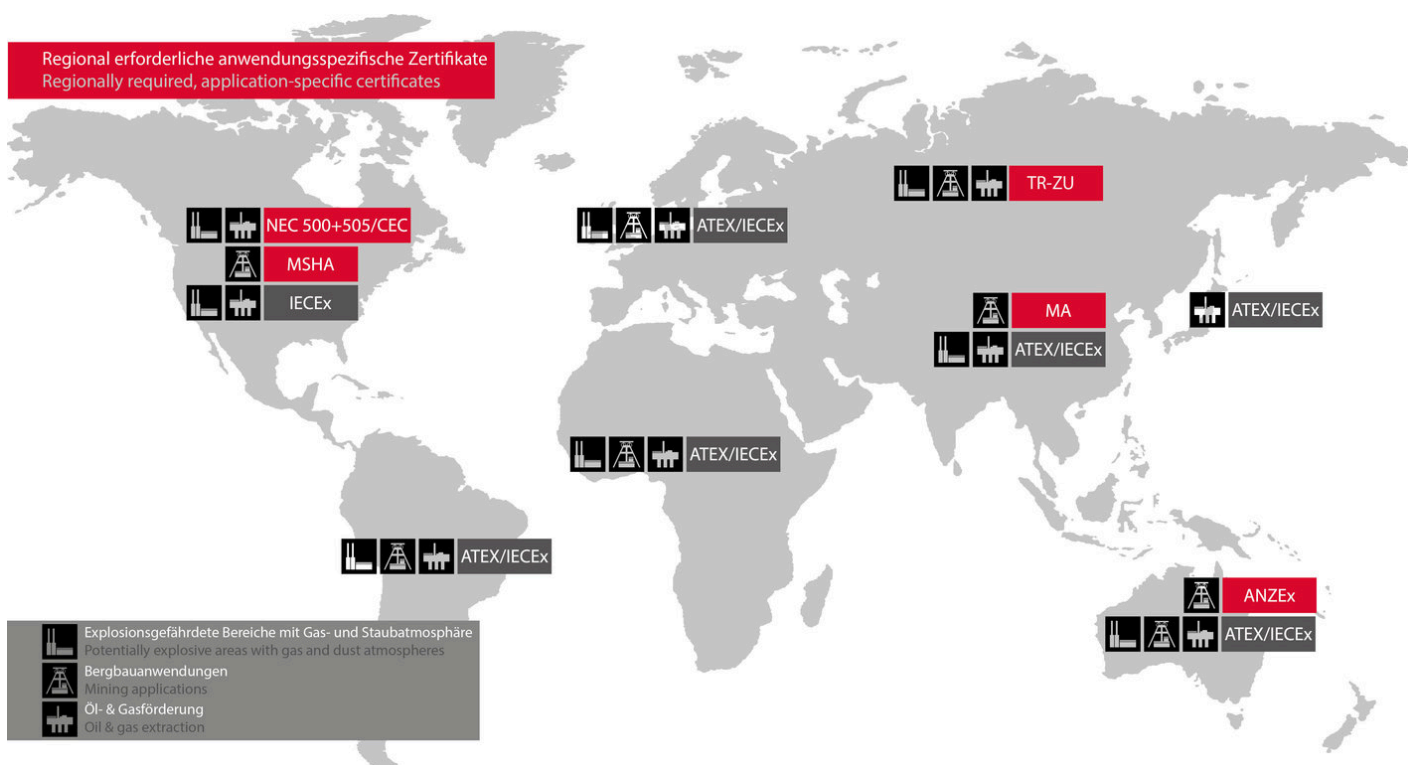 Regional erforderliche anwendungsspezifische Zertifikate
Regionally required, application-specific certificates
TR-ZU
NEC 500+505/CEC
ATEX/IECEx
MSHA
IECEx
MA
ATEX/IECEx
ATEX/IECEx
ATEX/IECEx
ATEX/IECEx
ANZEx
ATEX/IECEx
Explosionsgefährdete Bereiche mit Gas- und Staubatmosphäre
Potentially explosive areas with gas and dust atmospheres
Bergbauanwendungen
Mining applications
Öl- & Gasförderung
Oil & gas extraction